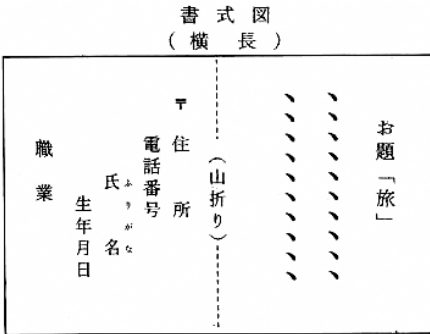 書式図
(横長)
お題「旅」
、、、、、、、、、、
、、、、、、、、、、
(山折り)
〒住所
電話番号
ふりがな
氏名
生年月日
職業